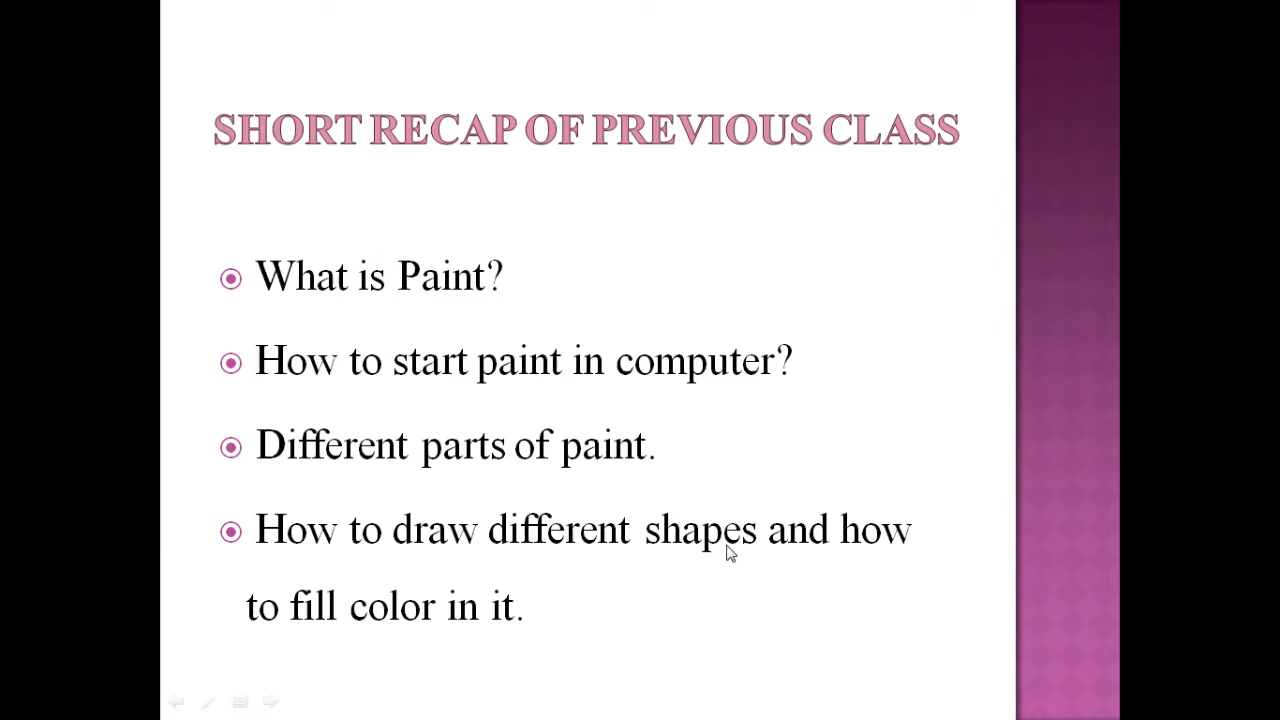 SHORT RECAP OF PREVIOUS CLASS
What is Paint?
How to start paint in computer?
Different parts of paint.
How to draw different shapes and how
to fill color in it.